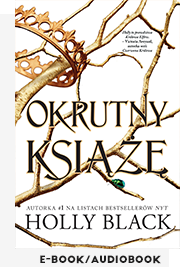 OKRUTNY
KSIĄŻĘ
AUTORKA #1 NA LISTACH BESTSELLERÓW NYT
HOLLY BLACK
E-BOOK/AUDIOBOOK